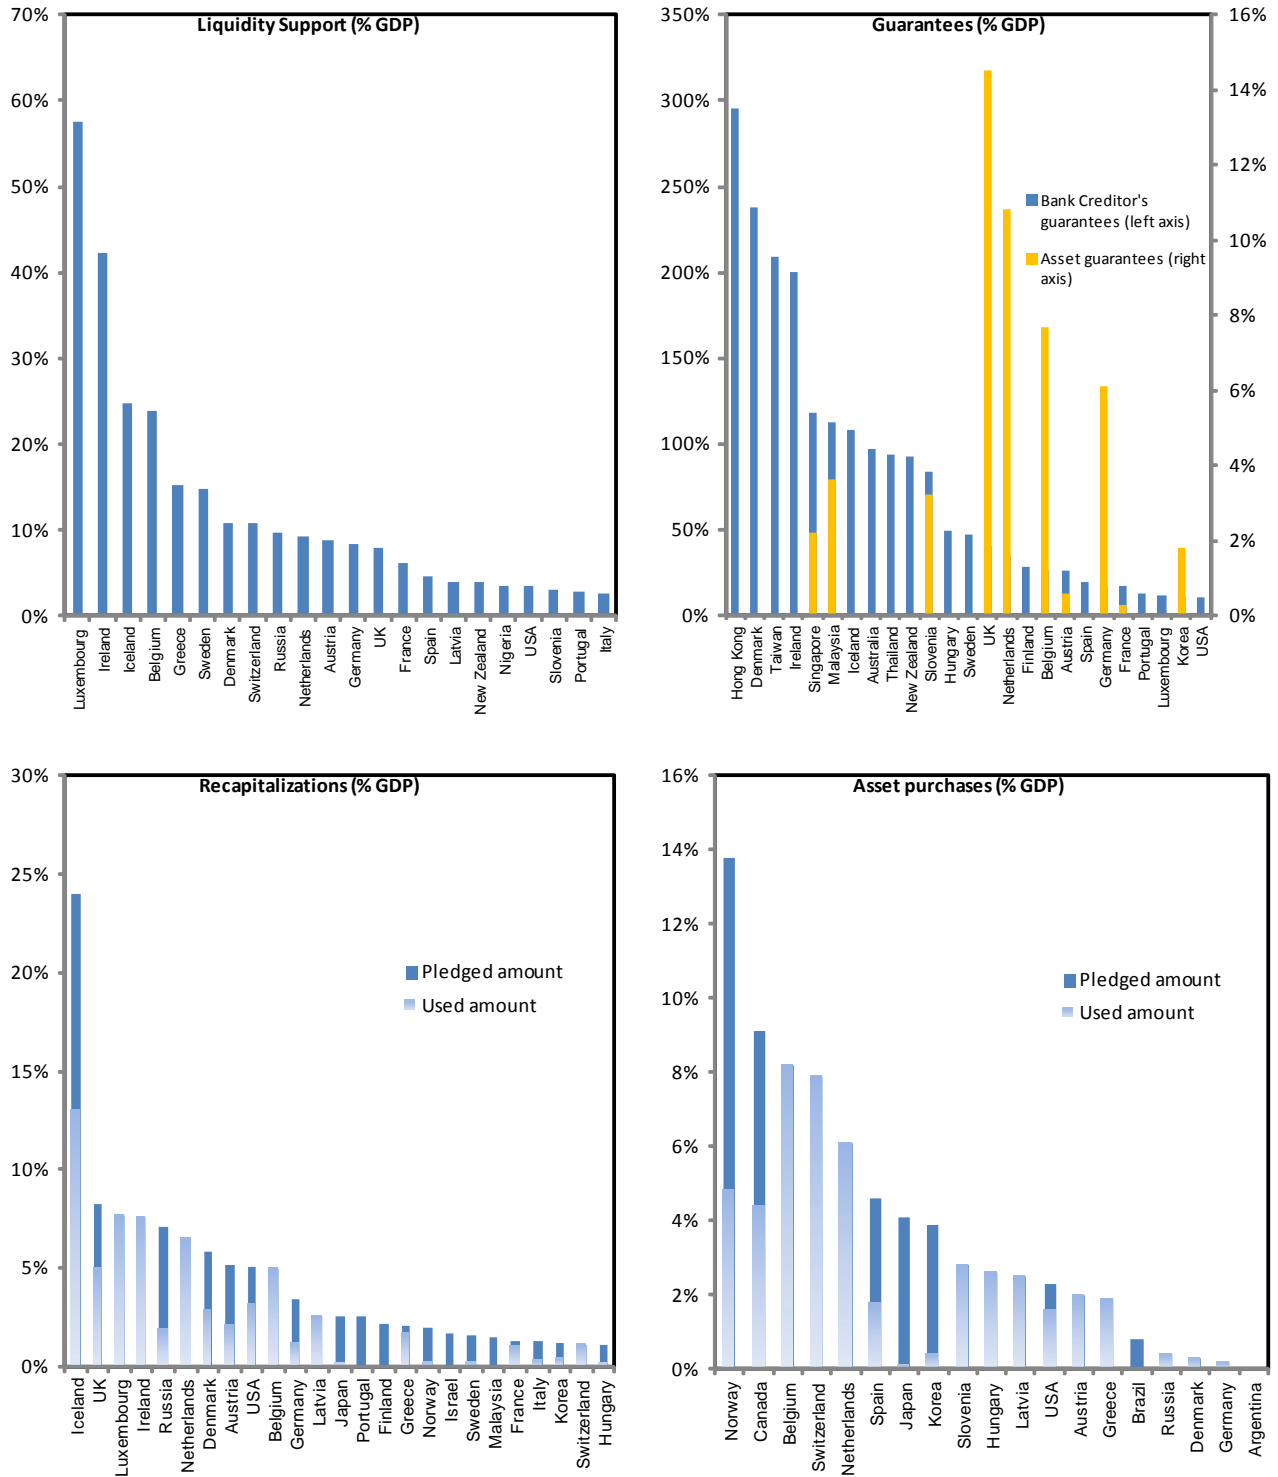 Liquidity Support (% GDP)
70%
60%
50%
40%
30%
20%
10%
0%
Luxembourg
Ireland
Iceland
Belgium
Greece
Sweden
Denmark
Switzerland
Russia
Netherlands
Austria
Germany
UK
France
Spain
Latvia
New Zealand
Nigeria
USA
Slovenia
Portugal
Italy
Guarantees (% GDP)
350%
300%
250%
200%
150%
100%
50%
0%
16%
14%
12%
10%
8%
6%
4%
2%
0%
Bank Creditor's
guarantees (left axis)
Asset guarantees (right
axis)
Hong Kong
Denmark
Taiwan
Ireland
Singapore
Malaysia
Iceland
Australia
Thailand
New Zealand
Slovenia
Hungary
Sweden
UK
Netherlands
Finland
Belgium
Austria
Spain
Germany
France
Portugal
Luxembourg
Korea
USA
Recapitalizations (% GDP)
30%
25%
20%
15%
10%
5%
0%
Pledged amount
Used amount
Iceland
UK
Luxembourg
Ireland
Russia
Netherlands
Denmark
Austria
USA
Belgium
Germany
Latvia
Japan
Portugal
Finland
Greece
Norway
Israel
Sweden
Malaysia
France
Italy
Korea
Switzerland
Hungary
Asset purchases (% GDP)
16%
14%
12%
10%
8%
6%
4%
2%
0%
Pledged amount
Used amount
Norway
Canada
Belgium
Switzerland
Netherlands
Spain
Japan
Korea
Slovenia
Hungary
Latvia
USA
Austria
Greece
Brazil
Russia
Denmark
Germany
Argentina